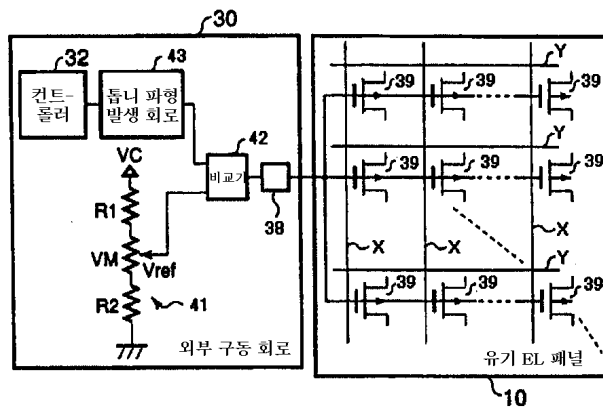 30
32
43
컨트-
롤러
톱니 파형
발생 회로
42
비교기
38
VC
R1
VM
Vref
R2
41
외부 구동 회로
Y
39
39
39
Y
39
39
39
X
X
X
Y
39
39
39
유기 EL 패널
10